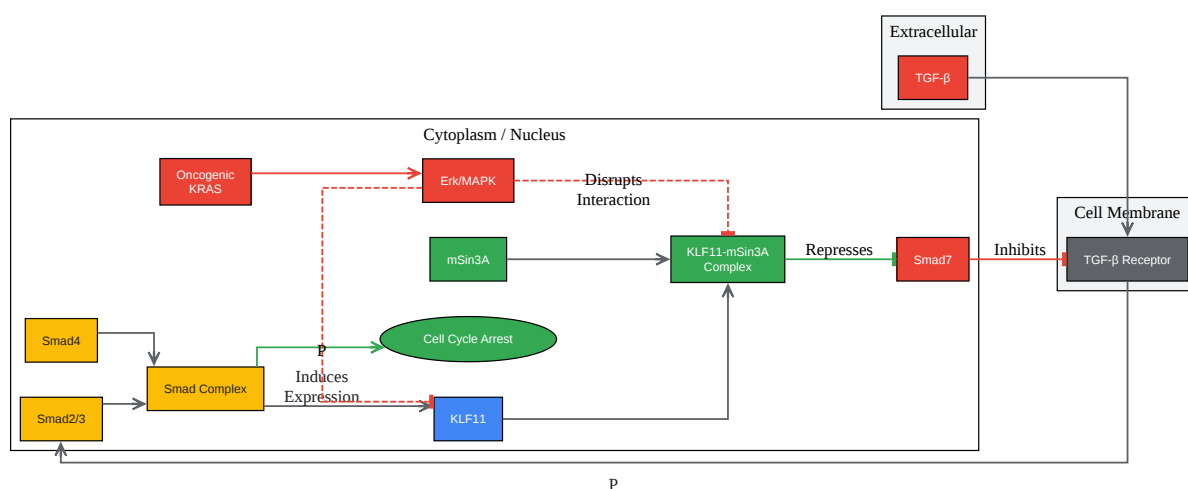 Extracellular
TGF-β
Cytoplasm / Nucleus
Oncogenic
KRAS
Erk/MAPK
Disrupts
Interaction
Cell Membrane
mSin3A
KLF11-mSin3A
Complex
Represses
Smad7
Inhibits
TGF-β Receptor
Smad4
P
Cell Cycle Arrest
Smad Complex
Induces
Expression
Smad2/3
KLF11
P